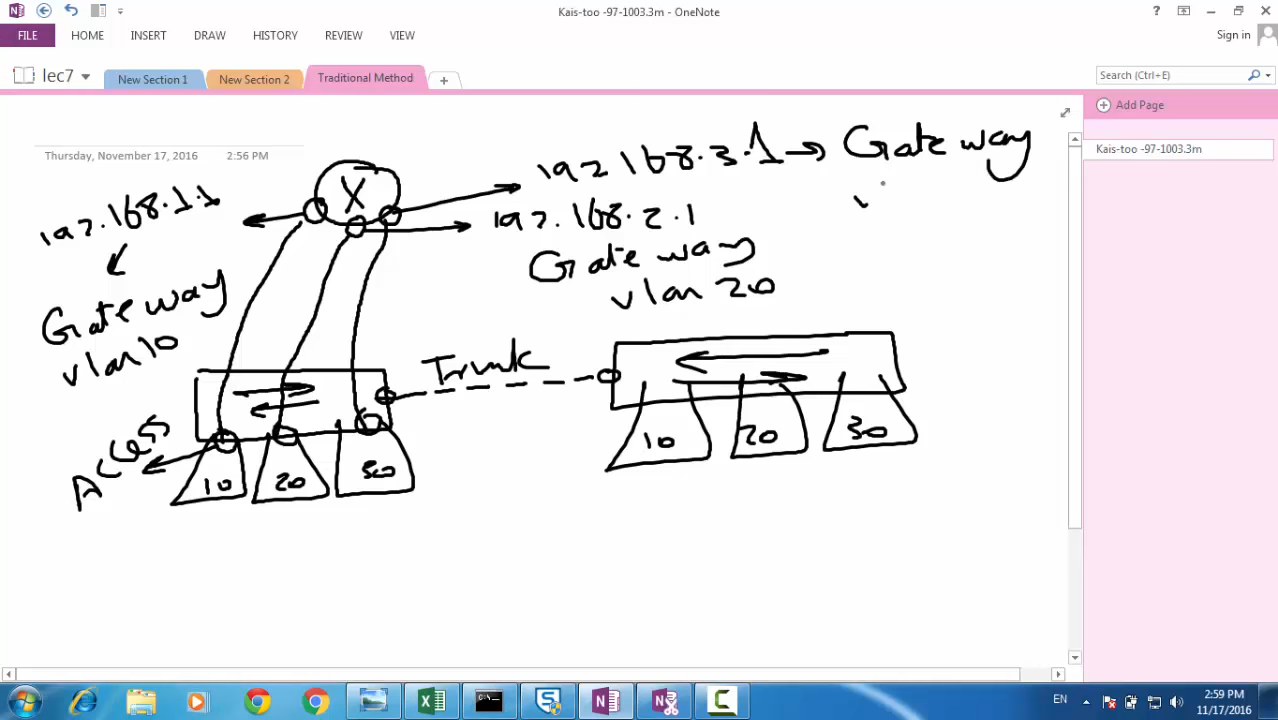 Kais-too -97-1003.3m - OneNote
FILE HOME INSERT DRAW HISTORY REVIEW VIEW
Sign in
lec7 New Section 1 New Section 2 Traditional Method
Search (Ctrl+E)
Add Page
Kais-too -97-1003.3m
Thursday, November 17, 2016 2:56 PM
X
192.168.3.1 → Gateway
v
192.168.1.1
192.168.2.1
Gateway
vlan 20
Gateway
vlan 10
Trunk
Access
10 20 30
10 20 30
EN
2:59 PM
11/17/2016